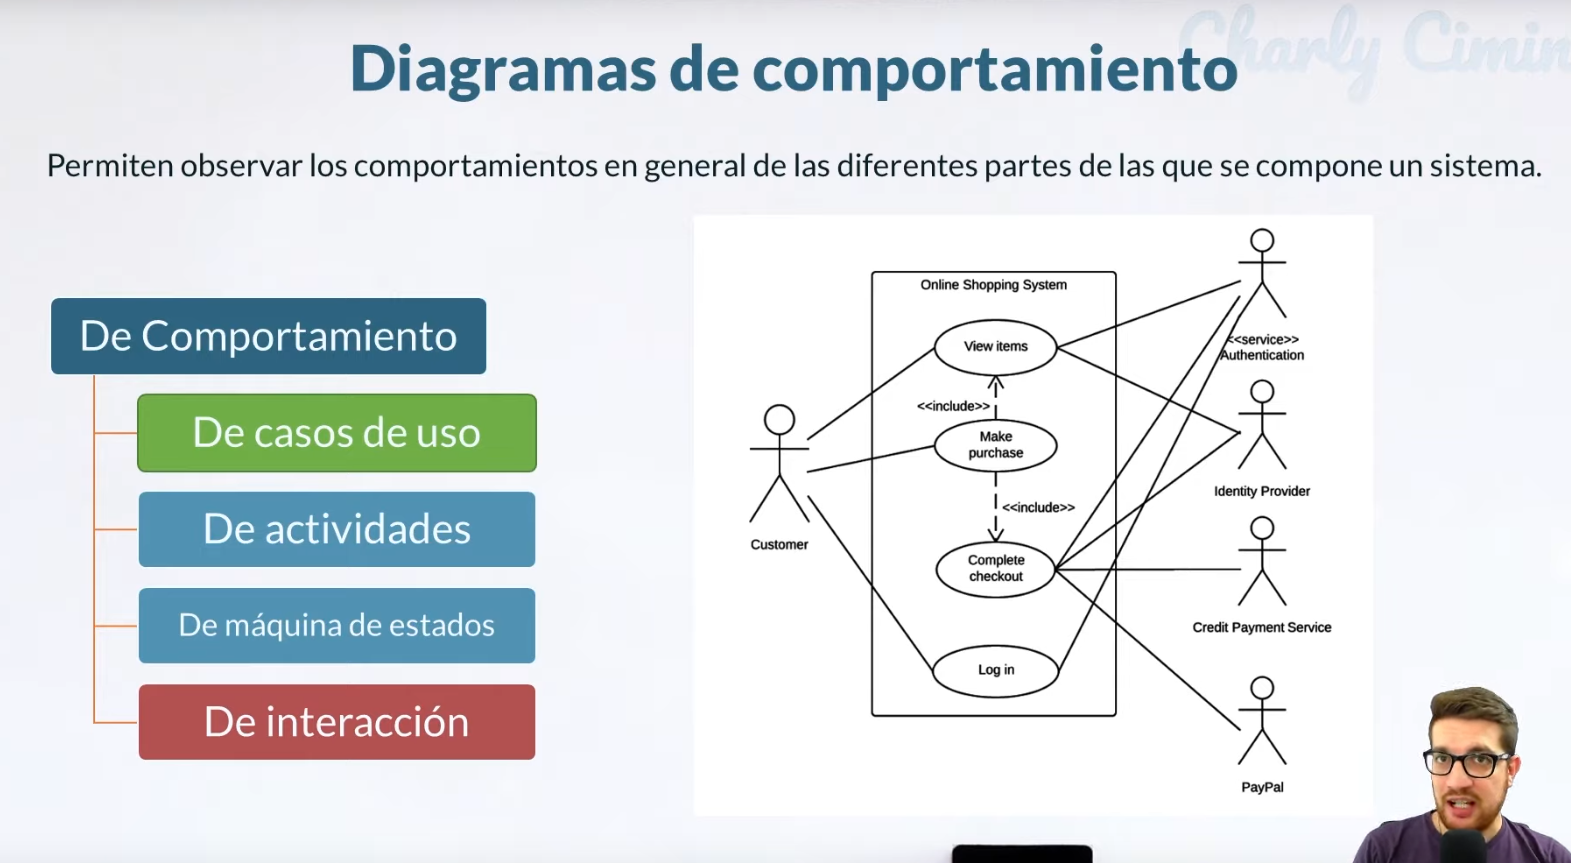 Charly Cimin
Diagramas de comportamiento
Permiten observar los comportamientos en general de las diferentes partes de las que se compone un sistema.
De Comportamiento
De casos de uso
De actividades
De máquina de estados
De interacción
Online Shopping System
View items
<<include>>
Make
purchase
<<include>>
Complete
checkout
Log in
Customer
<<service>>
Authentication
Identity Provider
Credit Payment Service
PayPal